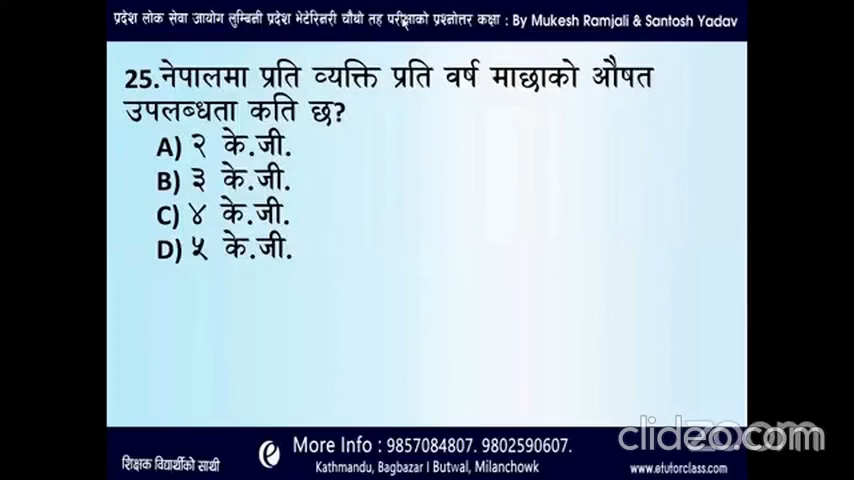 प्रदेश लोक सेवा आयोग लुम्बिनी प्रदेश भेटेरिनरी चौथो तह परीक्षाको प्रश्नोतर कक्षा : By Mukesh Ramjali & Santosh Yadav
25.नेपालमा प्रति व्यक्ति प्रति वर्ष माछाको औषत
उपलब्धता कति छ?
A) २ के.जी.
B) ३ के.जी.
C) ४ के.जी.
D) ५ के.जी.
More Info : 9857084807. 9802590607.
शिक्षक विद्यार्थीको साथी
Kathmandu, Bagbazar I Butwal, Milanchowk
www.etutorclass.com
clideo.com
zoom